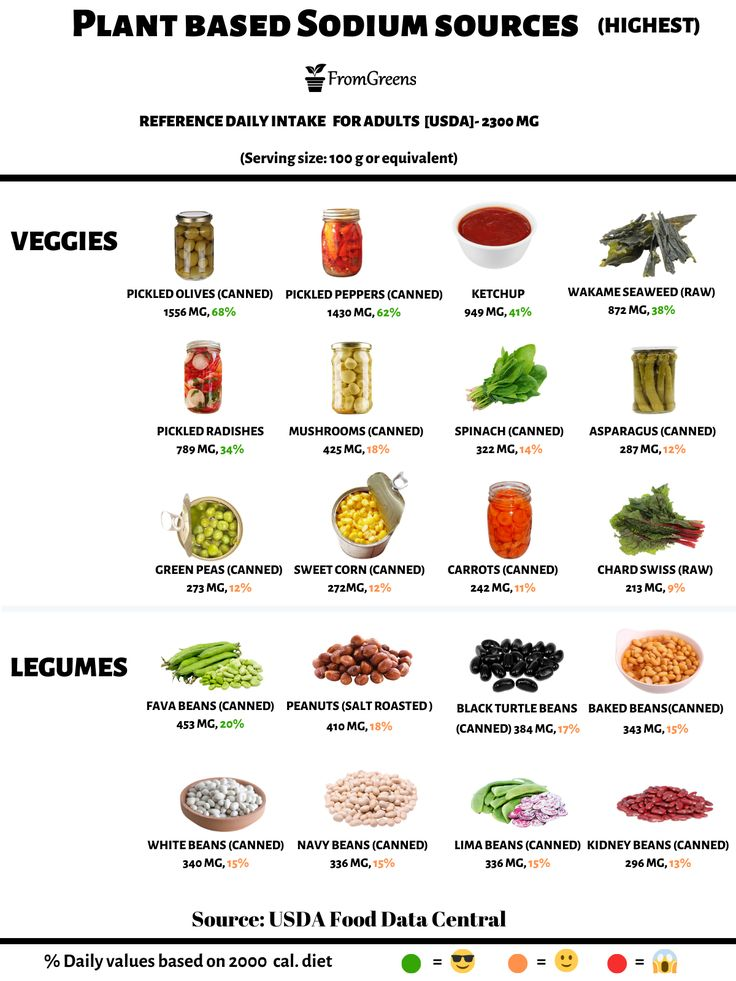 PLANT BASED SODIUM SOURCES (HIGHEST)
FromGreens
REFERENCE DAILY INTAKE FOR ADULTS [USDA]- 2300 MG
(Serving size: 100 g or equivalent)
VEGGIES
PICKLED OLIVES (CANNED)
1556 MG, 68%
PICKLED PEPPERS (CANNED)
1430 MG, 62%
KETCHUP
949 MG, 41%
WAKAME SEAWEED (RAW)
872 MG, 38%
PICKLED RADISHES
789 MG, 34%
MUSHROOMS (CANNED)
425 MG, 18%
SPINACH (CANNED)
322 MG, 14%
ASPARAGUS (CANNED)
287 MG, 12%
GREEN PEAS (CANNED)
273 MG, 12%
SWEET CORN (CANNED)
272MG, 12%
CARROTS (CANNED)
242 MG, 11%
CHARD SWISS (RAW)
213 MG, 9%
LEGUMES
FAVA BEANS (CANNED)
453 MG, 20%
PEANUTS (SALT ROASTED )
410 MG, 18%
BLACK TURTLE BEANS
(CANNED) 384 MG, 17%
BAKED BEANS(CANNED)
343 MG, 15%
WHITE BEANS (CANNED)
340 MG, 15%
NAVY BEANS (CANNED)
336 MG, 15%
LIMA BEANS (CANNED)
336 MG, 15%
KIDNEY BEANS (CANNED)
296 MG, 13%
Source: USDA Food Data Central
% Daily values based on 2000 cal. diet
= 😎 = 🙂 = 😱